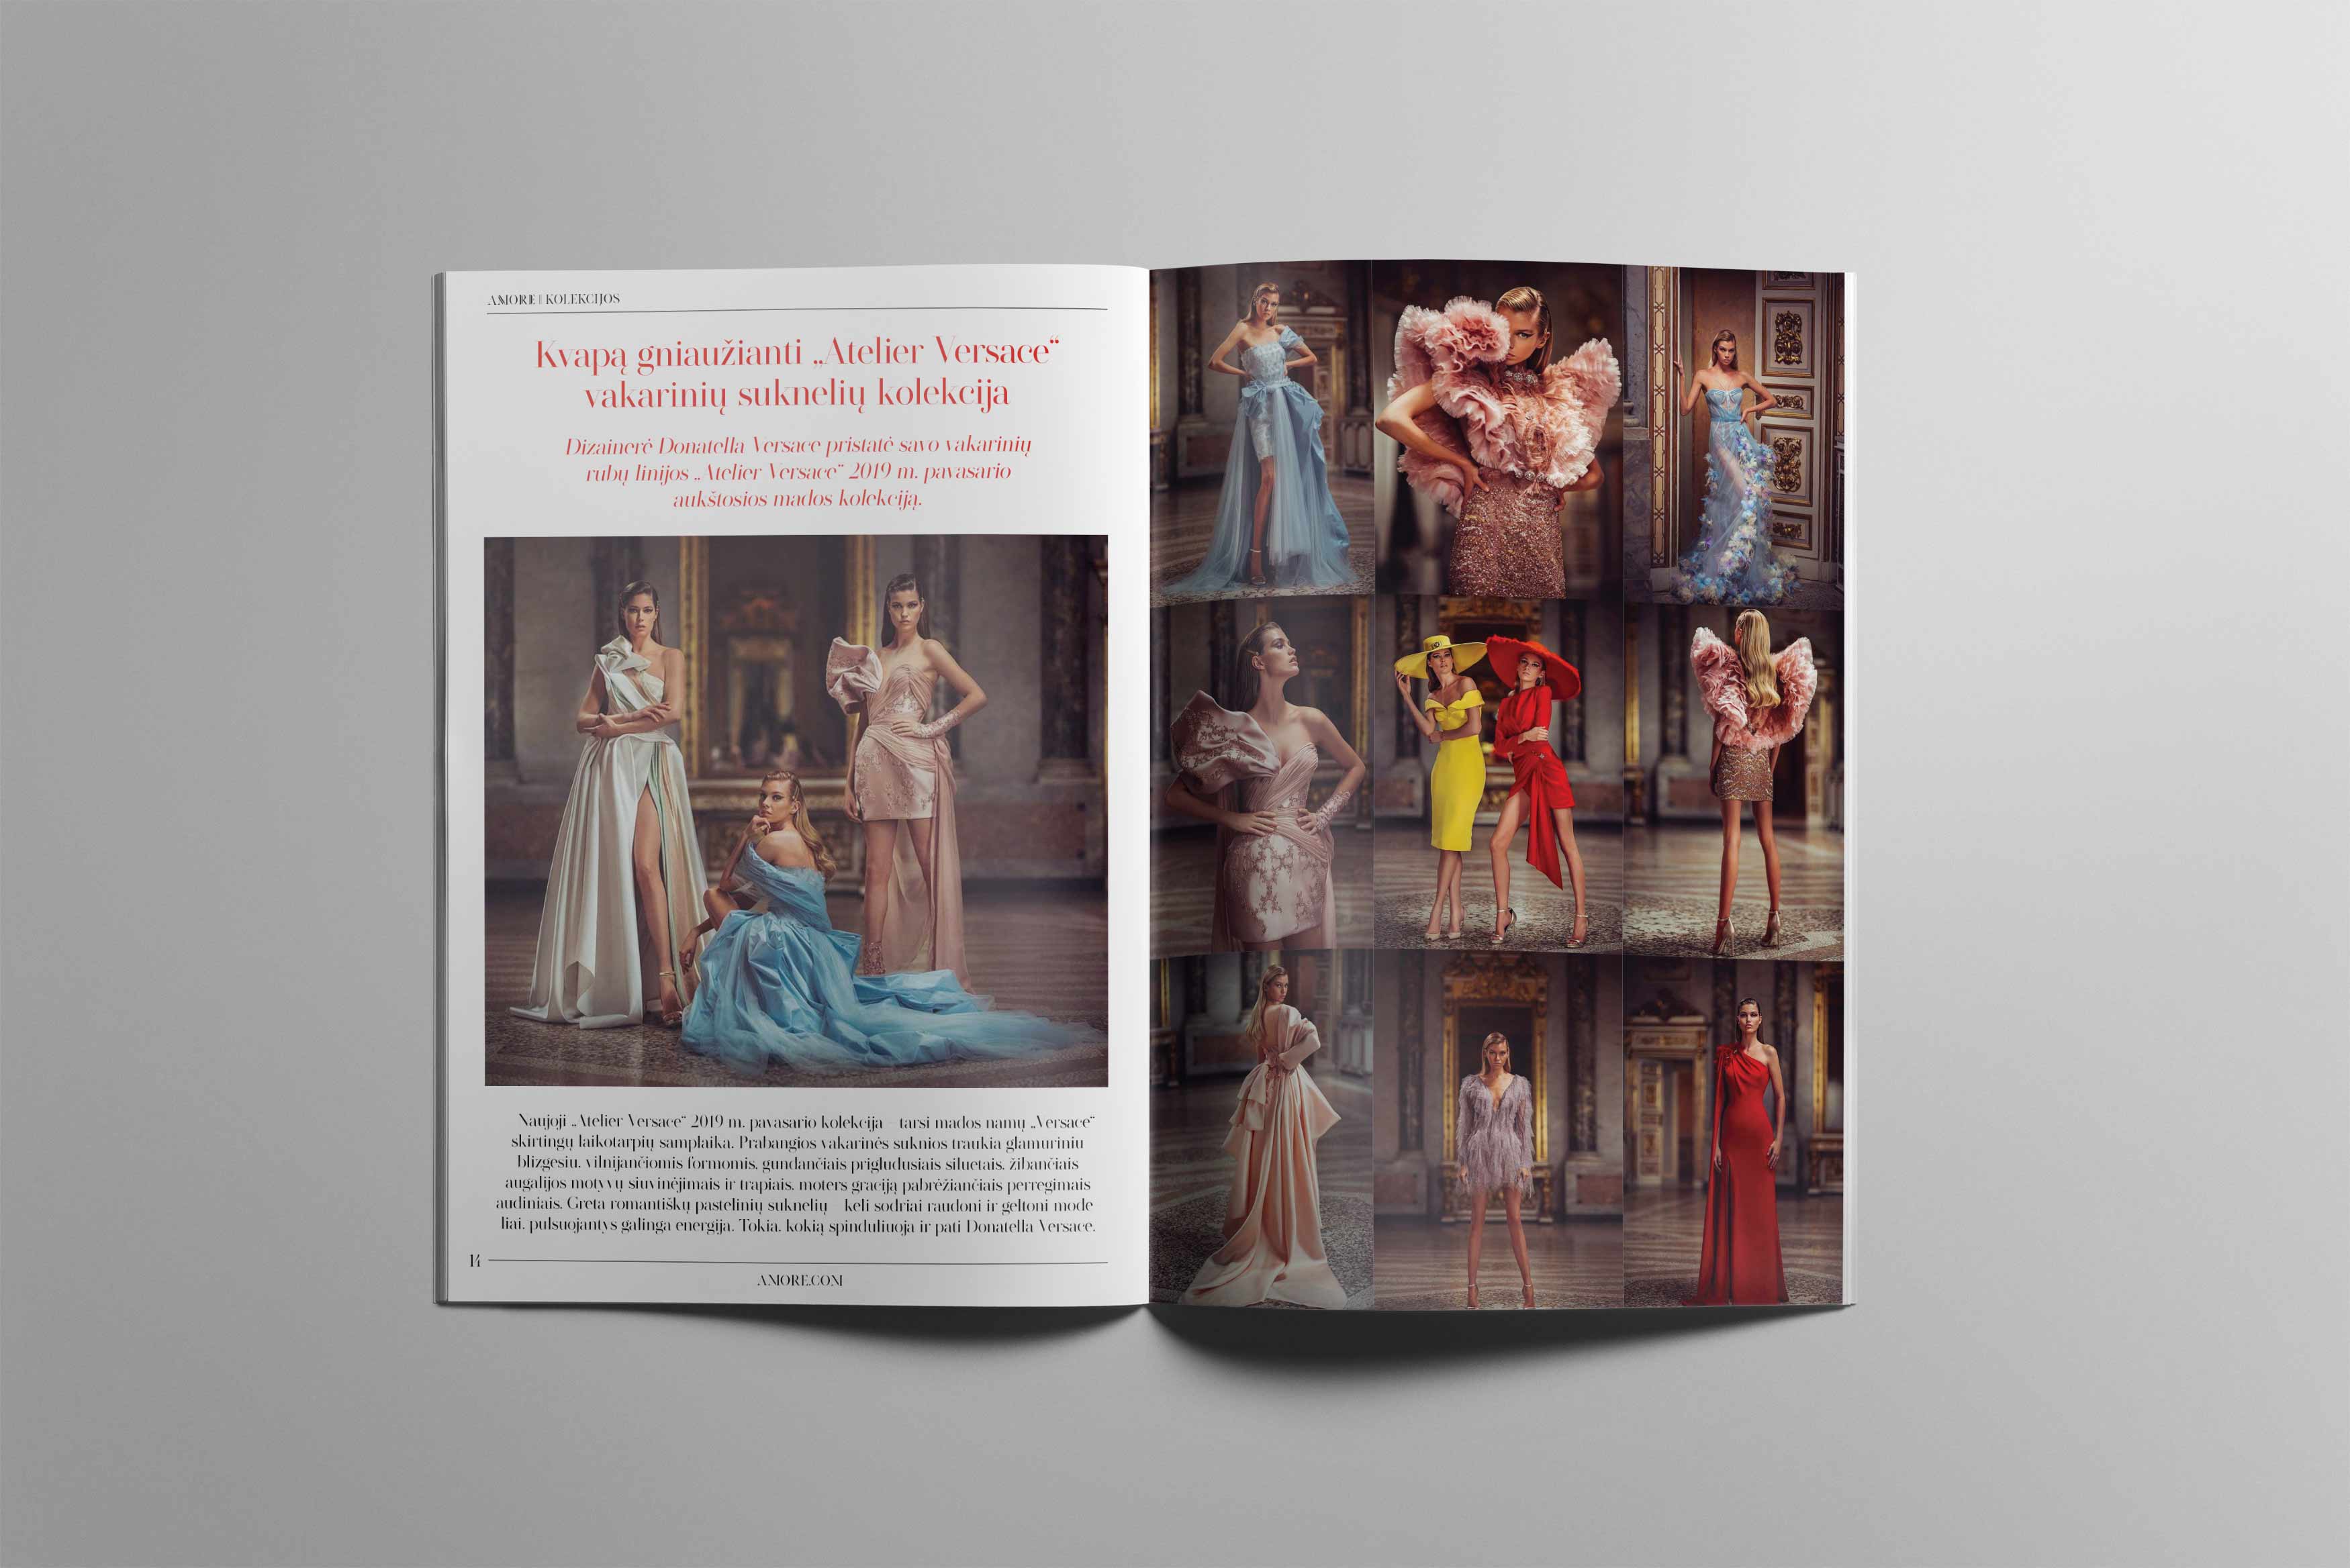 AMORE | KOLEKCIJOS
Kvapą gniaužianti „Atelier Versace“
vakarinių suknelių kolekcija
Dizainerė Donatella Versace pristatė savo vakarinių
rubų linijos „Atelier Versace“ 2019 m. pavasario
aukštosios mados kolekciją.
Naujoji „Atelier Versace“ 2019 m. pavasario kolekcija – tarsi mados namų „Versace“
skirtingų laikotarpių samplaika. Prabangios vakarinės suknios traukia glamuriniu
blizgesiu, vilnijančiomis formomis, gundančiais prigludusiais siluetais, žibančiais
augalijos motyvų siuvinėjimais ir trapiais, moters graciją pabrėžiančiais perregimais
audiniais. Greta romantiškų pastelinių suknelių – keli sodriai raudoni ir geltoni mode
liai, pulsuojantys galinga energija. Tokia, kokią spinduliuoja ir pati Donatella Versace.
14
AMORE.COM